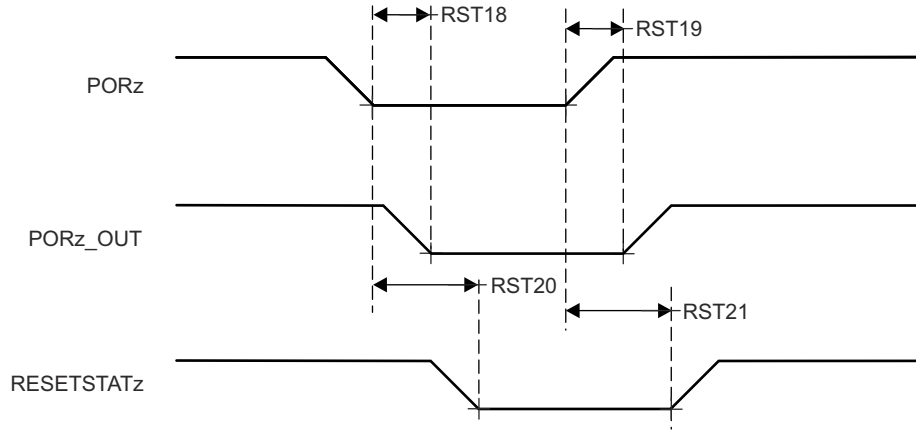 RST18
RST19
PORz
PORz_OUT
RST20
RST21
RESETSTATz